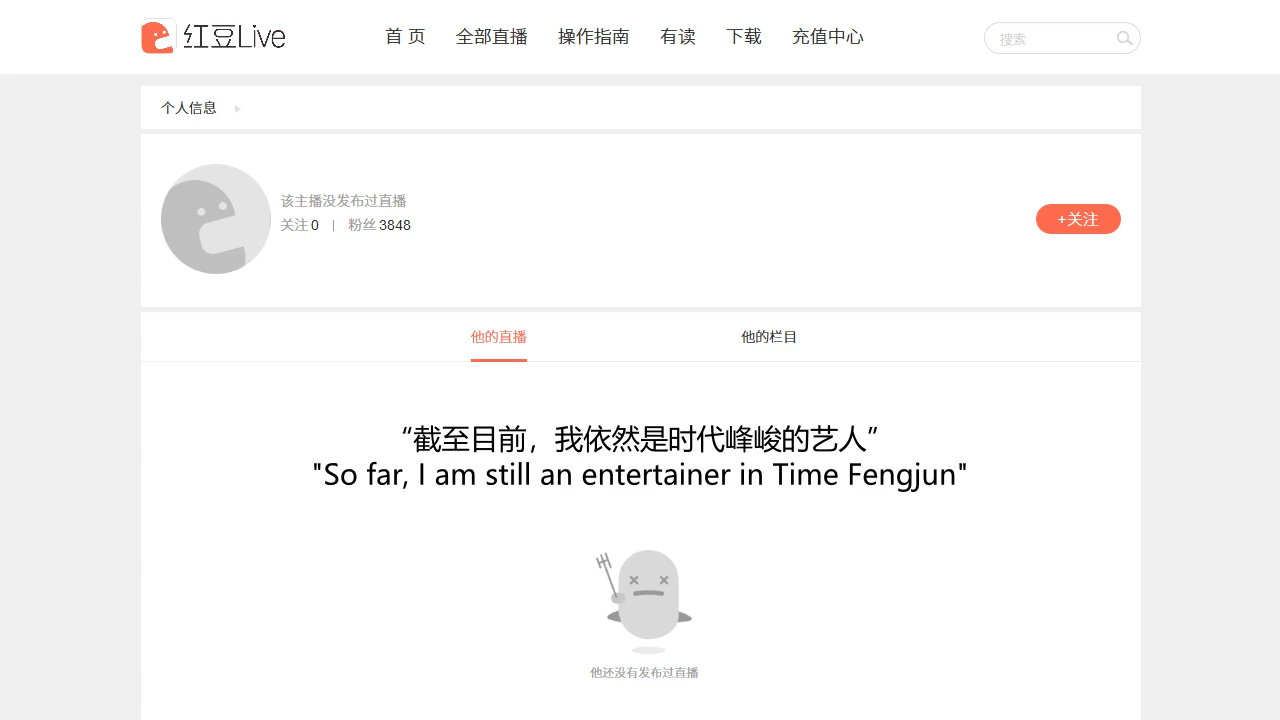 红豆Live
首 页
全部直播
操作指南
有读
下载
充值中心
搜索
个人信息
该主播没发布过直播
关注 0 | 粉丝 3848
+关注
他的直播
他的栏目
“截至目前，我依然是时代峰峻的艺人”
"So far, I am still an entertainer in Time Fengjun"
他还没有发布过直播